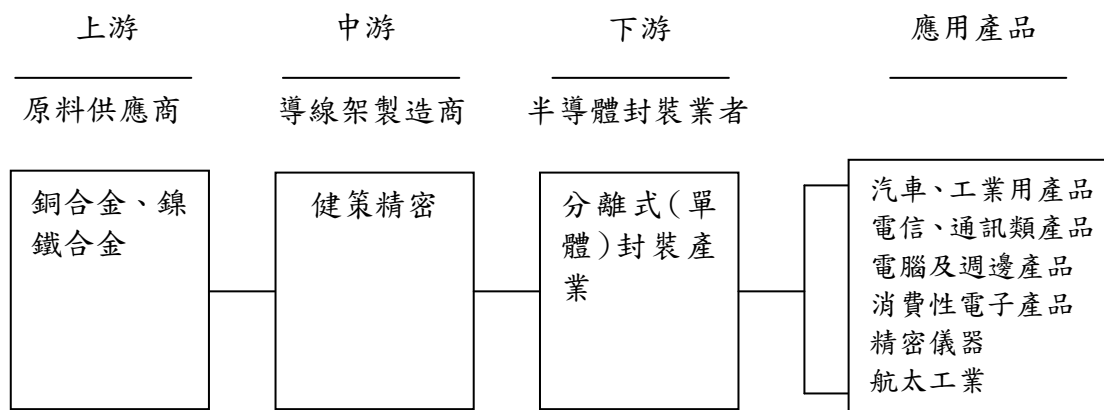 上游
中游
下游
應用產品
原料供應商
導線架製造商
半導體封裝業者
銅合金、鎳
鐵合金
健策精密
分離式(單
體)封裝產
業
汽車、工業用產品
電信、通訊類產品
電腦及週邊產品
消費性電子產品
精密儀器
航太工業